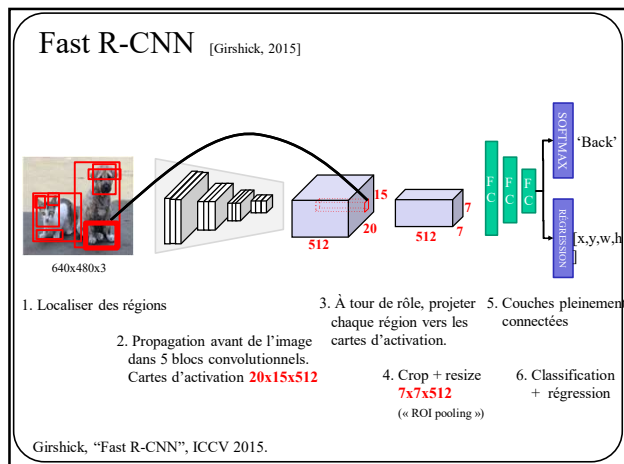 Fast R-CNN [Girshick, 2015]
SOFTMAX
'Back'
F C
F C
F C
15
20
512
7
7
512
REGRESSION
[x,y,w,h
]
640x480x3
1. Localiser des régions
2. Propagation avant de l'image
dans 5 blocs convolutionnels.
Cartes d'activation 20x15x512
3. À tour de rôle, projeter
chaque région vers les
cartes d'activation.
4. Crop + resize
7x7x512
(« ROI pooling »)
5. Couches pleinement
connectées
6. Classification
+ régression
Girshick, "Fast R-CNN", ICCV 2015.